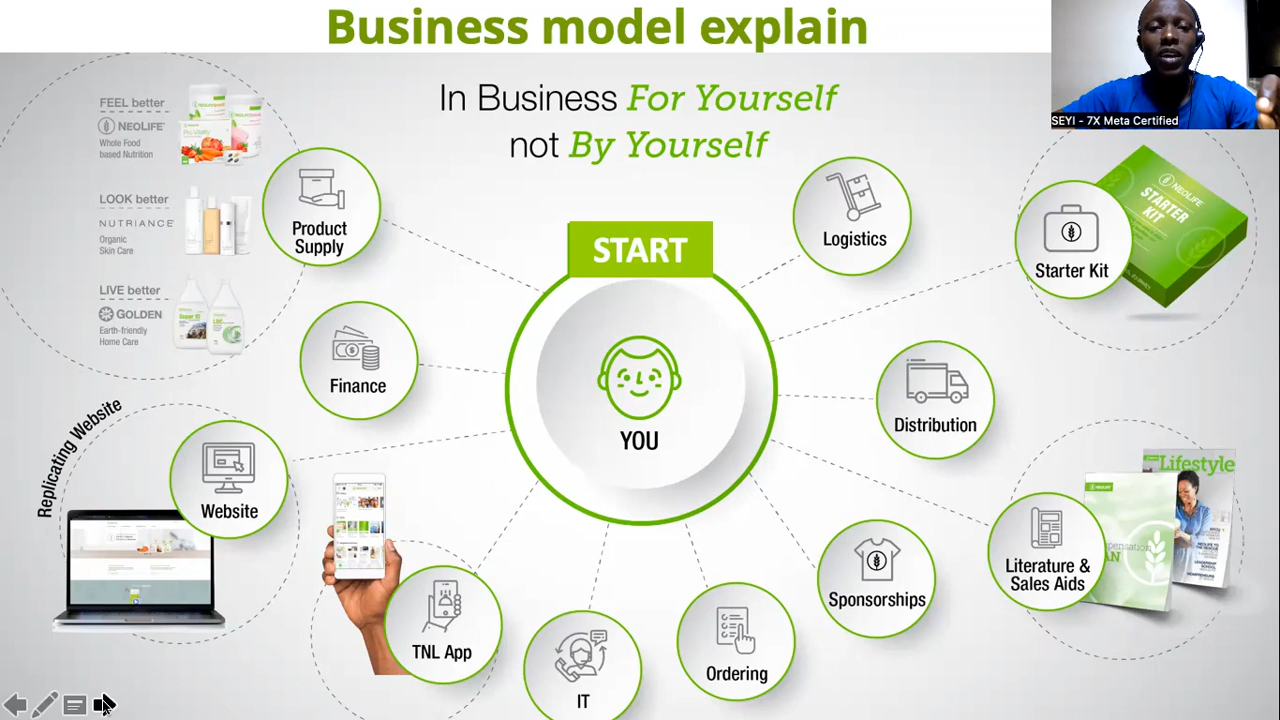 Business model explain
In Business For Yourself
not By Yourself
SEYI - 7X Meta Certified
FEEL better
NEOLIFE
Whole Food
based Nutrition
LOOK better
NUTRIANCE
Organic
Skin Care
LIVE better
GOLDEN
Earth-friendly
Home Care
Product
Supply
Finance
Replicating Website
Website
TNL App
IT
Ordering
Sponsorships
START
YOU
Logistics
NEOLIFE
STARTER
KIT
Starter Kit
Distribution
Literature &
Sales Aids
Lifestyle